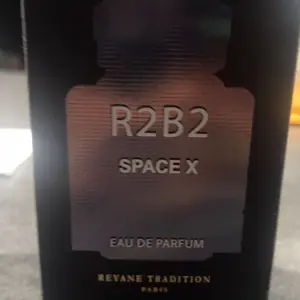 R2B2
SPACE X
EAU DE PARFUM
REYANE TRADITION
PARIS